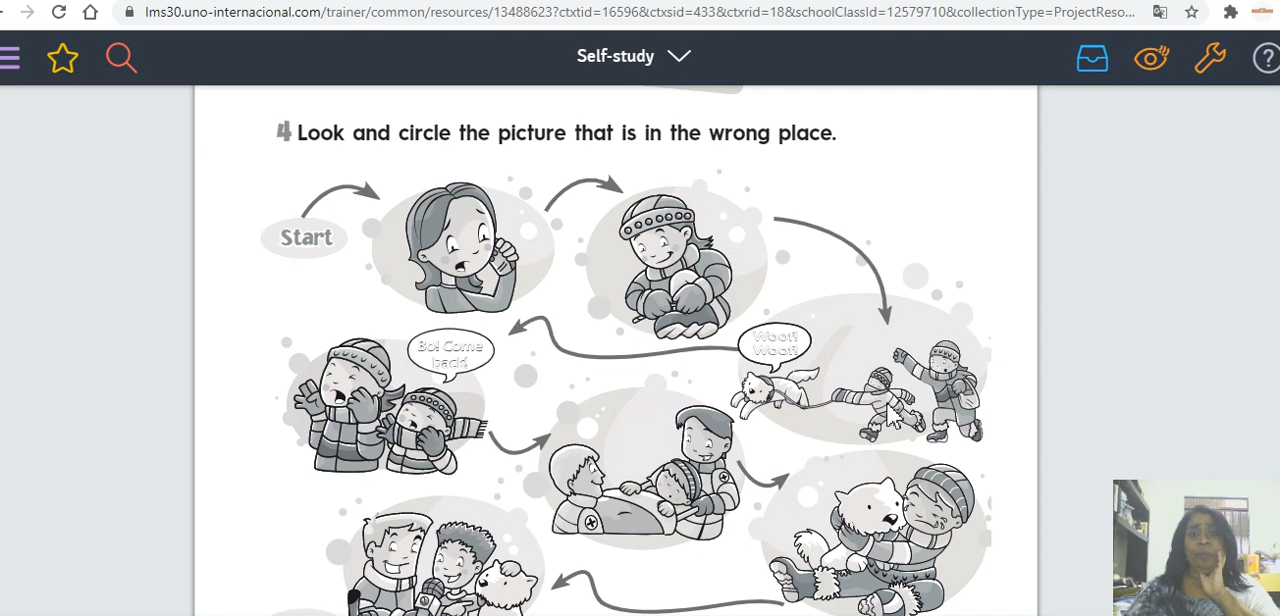 lms30.uno-internacional.com/trainer/common/resources/13488623?ctxtid=16596&ctxsid=433&ctxrid=18&schoolClassId=12579710&collectionType=ProjectReso...
Self-study
4 Look and circle the picture that is in the wrong place.
Start
Bo! Come
back!
Woof!
Woof!